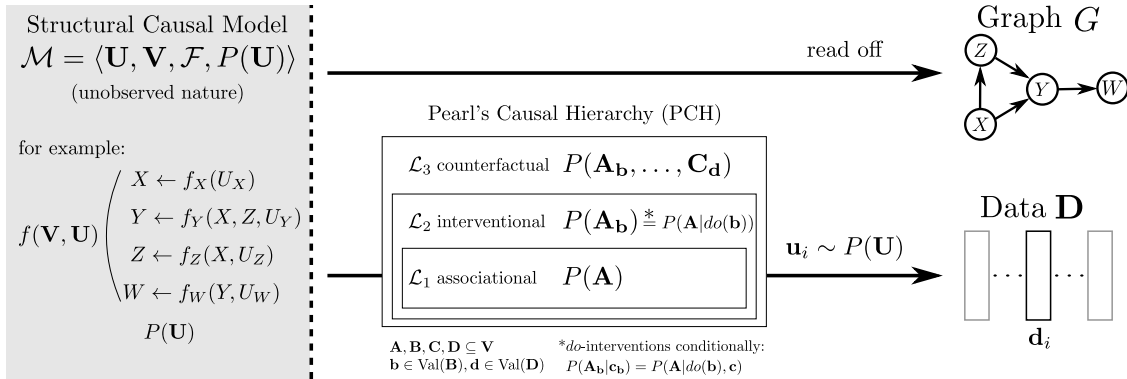 Structural Causal Model
ℳ = ⟨𝐔, 𝐕, ℱ, P(𝐔)⟩
(unobserved nature)
for example:
f(𝐕, 𝐔)
X ← f_X(U_X)
Y ← f_Y(X, Z, U_Y)
Z ← f_Z(X, U_Z)
W ← f_W(Y, U_W)
P(𝐔)
read off
Graph G
Z
Y
W
X
Pearl's Causal Hierarchy (PCH)
ℒ₃ counterfactual P(𝐀_𝐛, . . . , 𝐂_𝐝)
ℒ₂ interventional P(𝐀_𝐛) *= P(𝐀|do(𝐛))
ℒ₁ associational P(𝐀)
𝐀, 𝐁, 𝐂, 𝐃 ⊆ 𝐕
𝐛 ∈ Val(𝐁), 𝐝 ∈ Val(𝐃)
*do-interventions conditionally:
P(𝐀_𝐛|𝐜_𝐛) = P(𝐀|do(𝐛), 𝐜)
𝐮ᵢ ∼ P(𝐔)
Data 𝐃
... ...
𝐝ᵢ